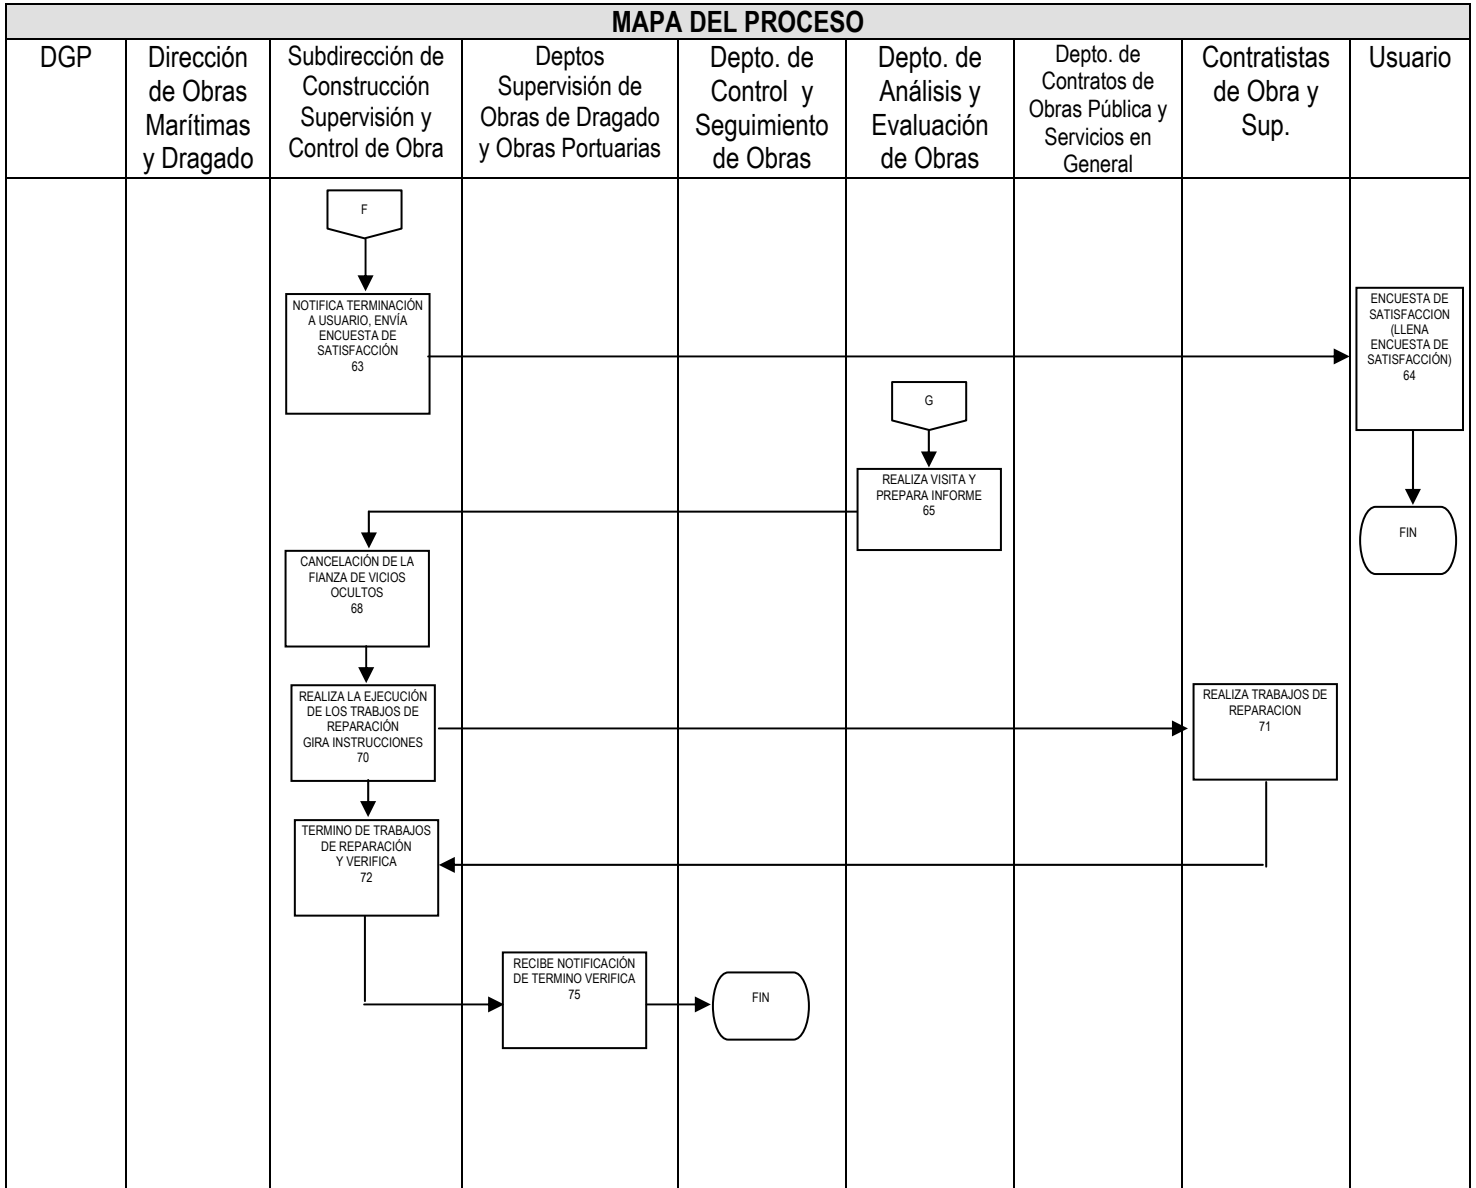 MAPA DEL PROCESO
DGP
Dirección
de Obras
Marítimas
y Dragado
Subdirección de
Construcción
Supervisión y
Control de Obra
Deptos
Supervisión de
Obras de Dragado
y Obras Portuarias
Depto. de
Control y
Seguimiento
de Obras
Depto. de
Análisis y
Evaluación
de Obras
Depto. de
Contratos de
Obras Pública y
Servicios en
General
Contratistas
de Obra y
Sup.
Usuario
F
NOTIFICA TERMINACIÓN
A USUARIO, ENVÍA
ENCUESTA DE
SATISFACCIÓN
63
ENCUESTA DE
SATISFACCION
(LLENA
ENCUESTA DE
SATISFACCIÓN)
64
G
REALIZA VISITA Y
PREPARA INFORME
65
FIN
CANCELACIÓN DE LA
FIANZA DE VICIOS
OCULTOS
68
REALIZA LA EJECUCIÓN
DE LOS TRABJOS DE
REPARACIÓN
GIRA INSTRUCCIONES
70
REALIZA TRABAJOS DE
REPARACION
71
TERMINO DE TRABAJOS
DE REPARACIÓN
Y VERIFICA
72
RECIBE NOTIFICACIÓN
DE TERMINO VERIFICA
75
FIN